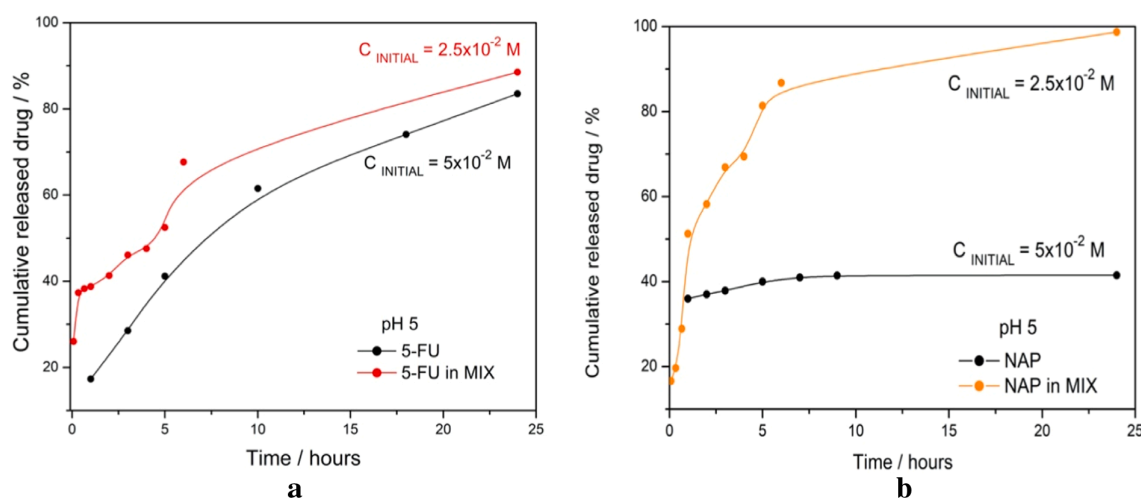 Cumulative released drug / %
100
80
60
40
20
0
5
10
15
20
25
Time / hours
C INITIAL = 2.5x10⁻² M
C INITIAL = 5x10⁻² M
pH 5
5-FU
5-FU in MIX
a
Cumulative released drug / %
100
80
60
40
20
0
5
10
15
20
25
Time / hours
C INITIAL = 2.5x10⁻² M
C INITIAL = 5x10⁻² M
pH 5
NAP
NAP in MIX
b